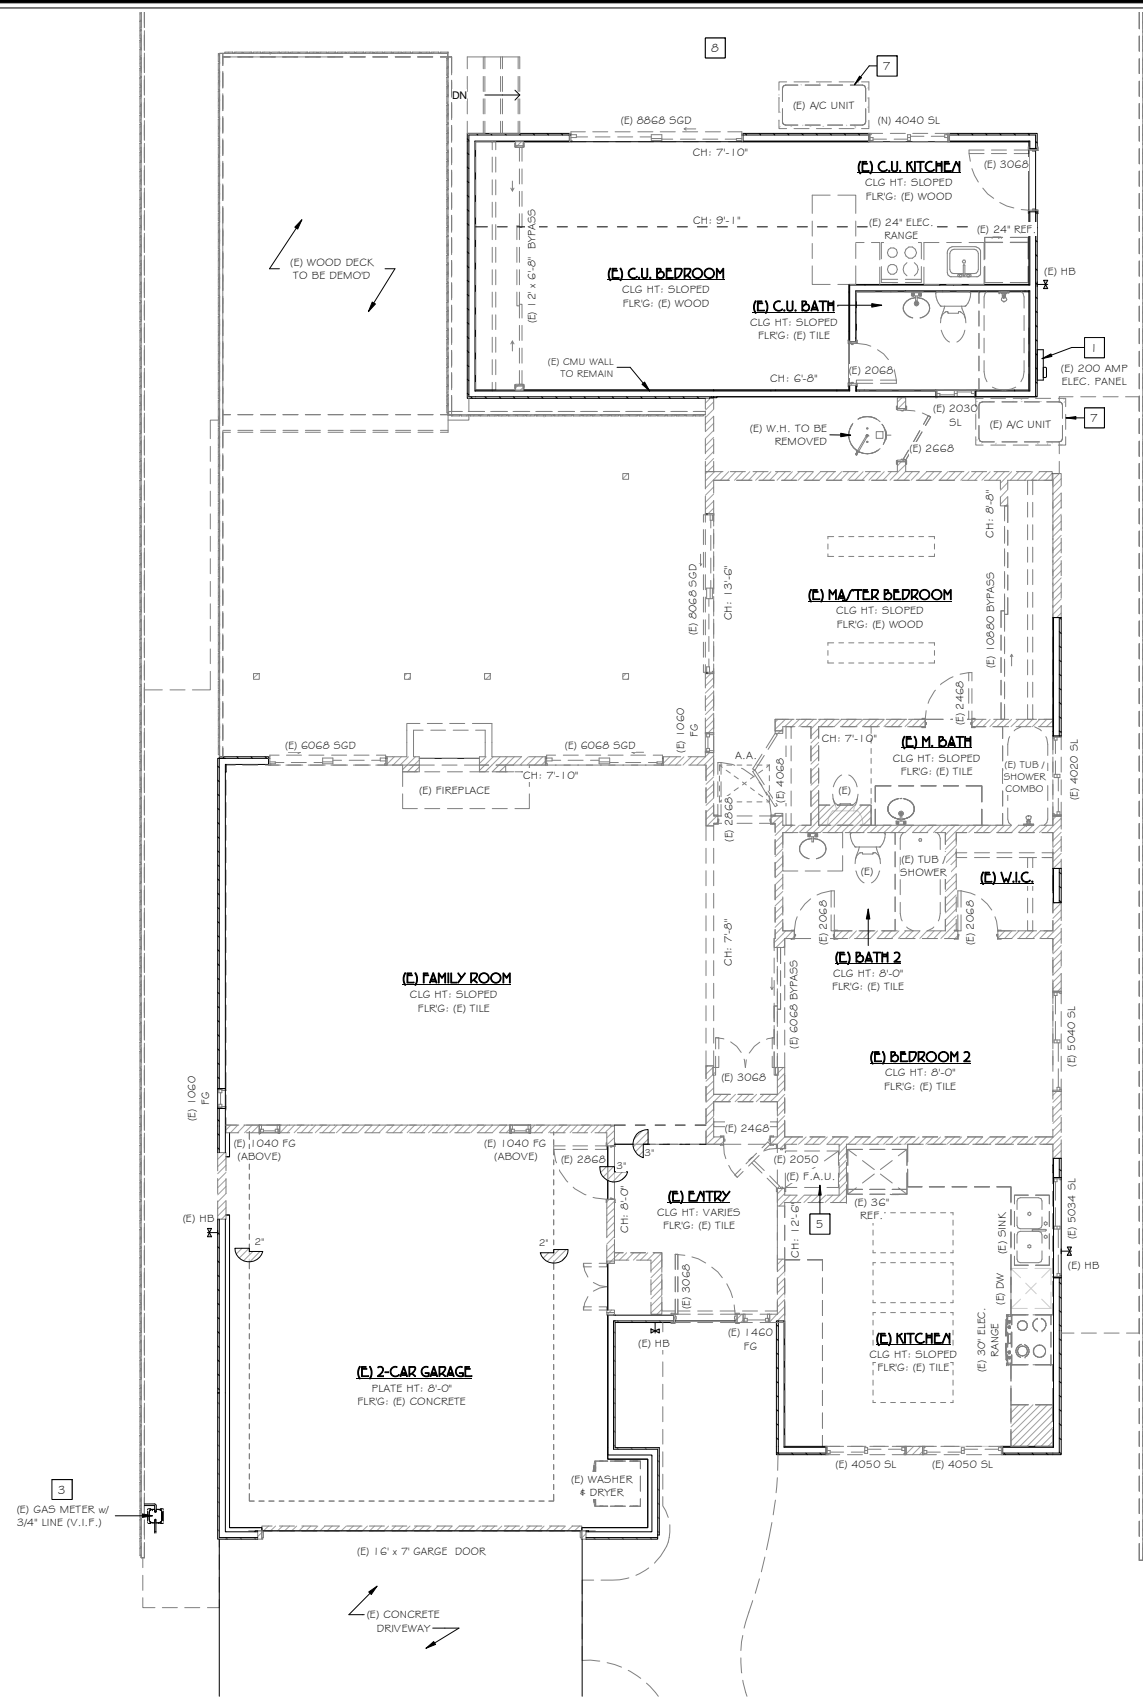 8
7
DN
(E) A/C UNIT
(E) 8868 SGD
(N) 4040 SL
CH: 7'-10"
(E) C.U. KITCHEN
CLG HT: SLOPED
FLR'G: (E) WOOD
(E) 3068
CH: 9'-1"
(E) 24" ELEC.
RANGE
(E) 24" REF.
(E) 12' x 6'-8" BYPASS
(E) WOOD DECK
TO BE DEMO'D
(E) C.U. BEDROOM
CLG HT: SLOPED
FLR'G: (E) WOOD
(E) HB
(E) C.U. BATH
CLG HT: SLOPED
FLR'G: (E) TILE
1
(E) 200 AMP
ELEC. PANEL
(E) CMU WALL
TO REMAIN
CH: 6'-8"
(E) 2068
(E) 2030
SL
(E) A/C UNIT
7
(E) W.H. TO BE
REMOVED
(E) 2668
CH: 8'-8"
(E) 8068 SGD
CH: 13'-6"
(E) MASTER BEDROOM
CLG HT: SLOPED
FLR'G: (E) WOOD
(E) 10880 BYPASS
(E) 2468
(E) 1060
FG
(E) 6068 SGD
(E) 6068 SGD
CH: 7'-10"
(E) FIREPLACE
A.A.
(E) 4068
(E) 2868
CH: 7'-10"
(E) M. BATH
CLG HT: SLOPED
FLR'G: (E) TILE
(E)
(E) TUB /
SHOWER
COMBO
(E) 4020 SL
(E)
(E) TUB /
SHOWER
(E) W.I.C.
(E) 2068
(E) 2068
CH: 7'-8"
(E) BATH 2
CLG HT: 8'-0"
FLR'G: (E) TILE
(E) FAMILY ROOM
CLG HT: SLOPED
FLR'G: (E) TILE
(E) 6068 BYPASS
(E) 5040 SL
(E) BEDROOM 2
CLG HT: 8'-0"
FLR'G: (E) TILE
(E) 3068
(E) 1060
FG
(E) 2468
(E) 1040 FG
(ABOVE)
(E) 1040 FG
(ABOVE)
(E) 2868
3"
3"
(E) 2050
(E) F.A.U.
5
(E) 36"
REF.
(E) ENTRY
CLG HT: VARIES
FLR'G: (E) TILE
CH: 8'-0"
CH: 12'-6"
(E) HB
2"
2"
(E) SINK
(E) 5034 SL
(E) HB
(E) DW
(E) 3068
(E) 30" ELEC.
RANGE
(E) HB
(E) 1460
FG
(E) KITCHEN
CLG HT: SLOPED
FLR'G: (E) TILE
(E) 2-CAR GARAGE
PLATE HT: 8'-0"
FLR'G: (E) CONCRETE
(E) 4050 SL
(E) 4050 SL
(E) WASHER
& DRYER
3
(E) GAS METER w/
3/4" LINE (V.I.F.)
(E) 16' x 7' GARGE DOOR
(E) CONCRETE
DRIVEWAY